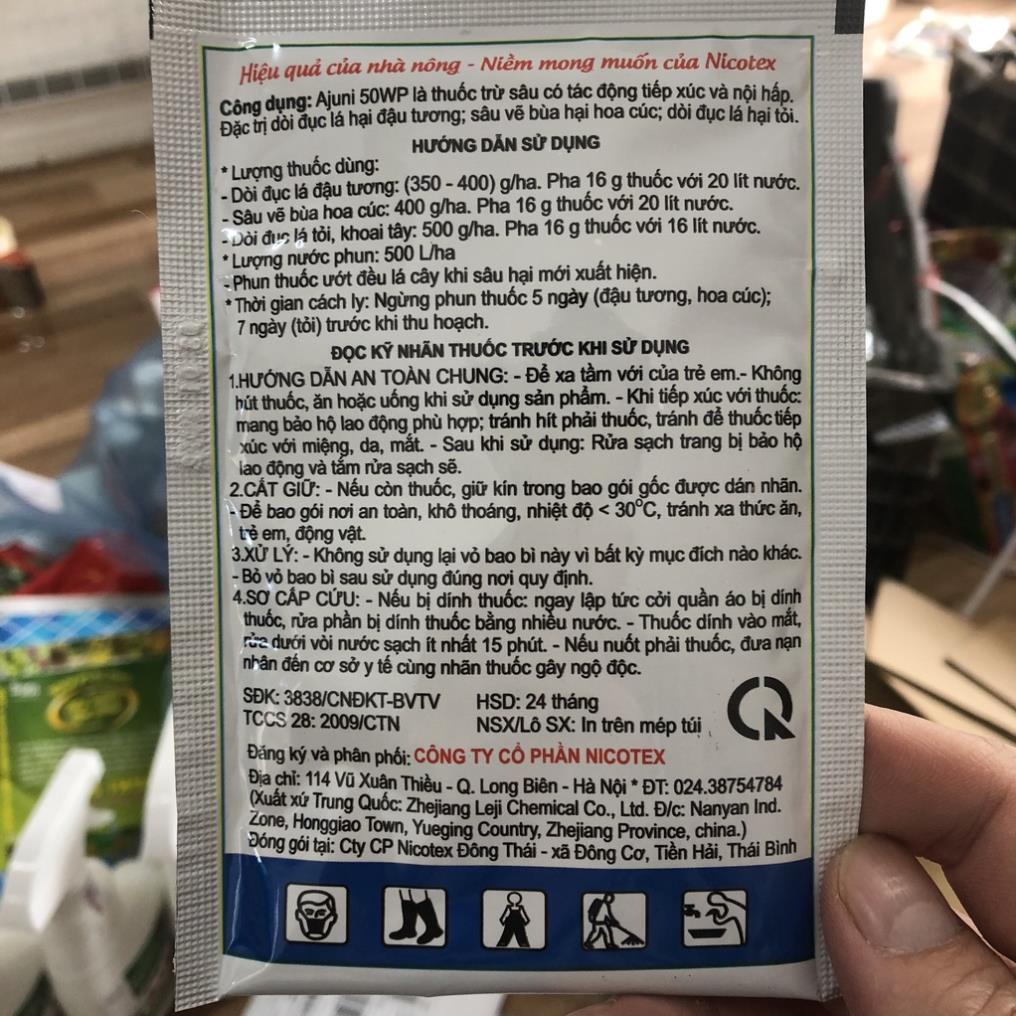 Hiệu quả của nhà nông - Niềm mong muốn của Nicotex
Công dụng: Ajuni 50WP là thuốc trừ sâu có tác động tiếp xúc và nội hấp.
Đặc trị dòi đục lá hại đậu tương; sâu vẽ bùa hại hoa cúc; dòi đục lá hại tỏi.
HƯỚNG DẪN SỬ DỤNG
* Lượng thuốc dùng:
- Dòi đục lá đậu tương: (350 - 400) g/ha. Pha 16 g thuốc với 20 lít nước.
- Sâu vẽ bùa hoa cúc: 400 g/ha. Pha 16 g thuốc với 20 lít nước.
- Dòi đục lá tỏi, khoai tây: 500 g/ha. Pha 16 g thuốc với 16 lít nước.
* Lượng nước phun: 500 L/ha
- Phun thuốc ướt đều lá cây khi sâu hại mới xuất hiện.
* Thời gian cách ly: Ngừng phun thuốc 5 ngày (đậu tương, hoa cúc);
7 ngày (tỏi) trước khi thu hoạch.
ĐỌC KỸ NHÃN THUỐC TRƯỚC KHI SỬ DỤNG
1.HƯỚNG DẪN AN TOÀN CHUNG: - Để xa tầm với của trẻ em.- Không
hút thuốc, ăn hoặc uống khi sử dụng sản phẩm. - Khi tiếp xúc với thuốc:
mang bảo hộ lao động phù hợp; tránh hít phải thuốc, tránh để thuốc tiếp
xúc với miệng, da, mắt. - Sau khi sử dụng: Rửa sạch trang bị bảo hộ
lao động và tắm rửa sạch sẽ.
2.CẤT GIỮ: - Nếu còn thuốc, giữ kín trong bao gói gốc được dán nhãn.
- Để bao gói nơi an toàn, khô thoáng, nhiệt độ < 30°C, tránh xa thức ăn,
trẻ em, động vật.
3.XỬ LÝ: - Không sử dụng lại vỏ bao bì này vì bất kỳ mục đích nào khác.
- Bỏ vỏ bao bì sau sử dụng đúng nơi quy định.
4.SƠ CẤP CỨU: - Nếu bị dính thuốc: ngay lập tức cởi quần áo bị dính
thuốc, rửa phần bị dính thuốc bằng nhiều nước. - Thuốc dính vào mắt,
rửa dưới vòi nước sạch ít nhất 15 phút. - Nếu nuốt phải thuốc, đưa nạn
nhân đến cơ sở y tế cùng nhãn thuốc gây ngộ độc.
SĐK: 3838/CNĐKT-BVTV HSD: 24 tháng
TCCS 28: 2009/CTN NSX/Lô SX: In trên mép túi
Đăng ký và phân phối: CÔNG TY CỔ PHẦN NICOTEX
Địa chỉ: 114 Vũ Xuân Thiều - Q. Long Biên - Hà Nội * ĐT: 024.38754784
(Xuất xứ Trung Quốc: Zhejiang Leji Chemical Co., Ltd. Đ/c: Nanyan Ind.
Zone, Honggiao Town, Yueging Country, Zhejiang Province, china.)
Đóng gói tại: Cty CP Nicotex Đông Thái - xã Đông Cơ, Tiền Hải, Thái Bình